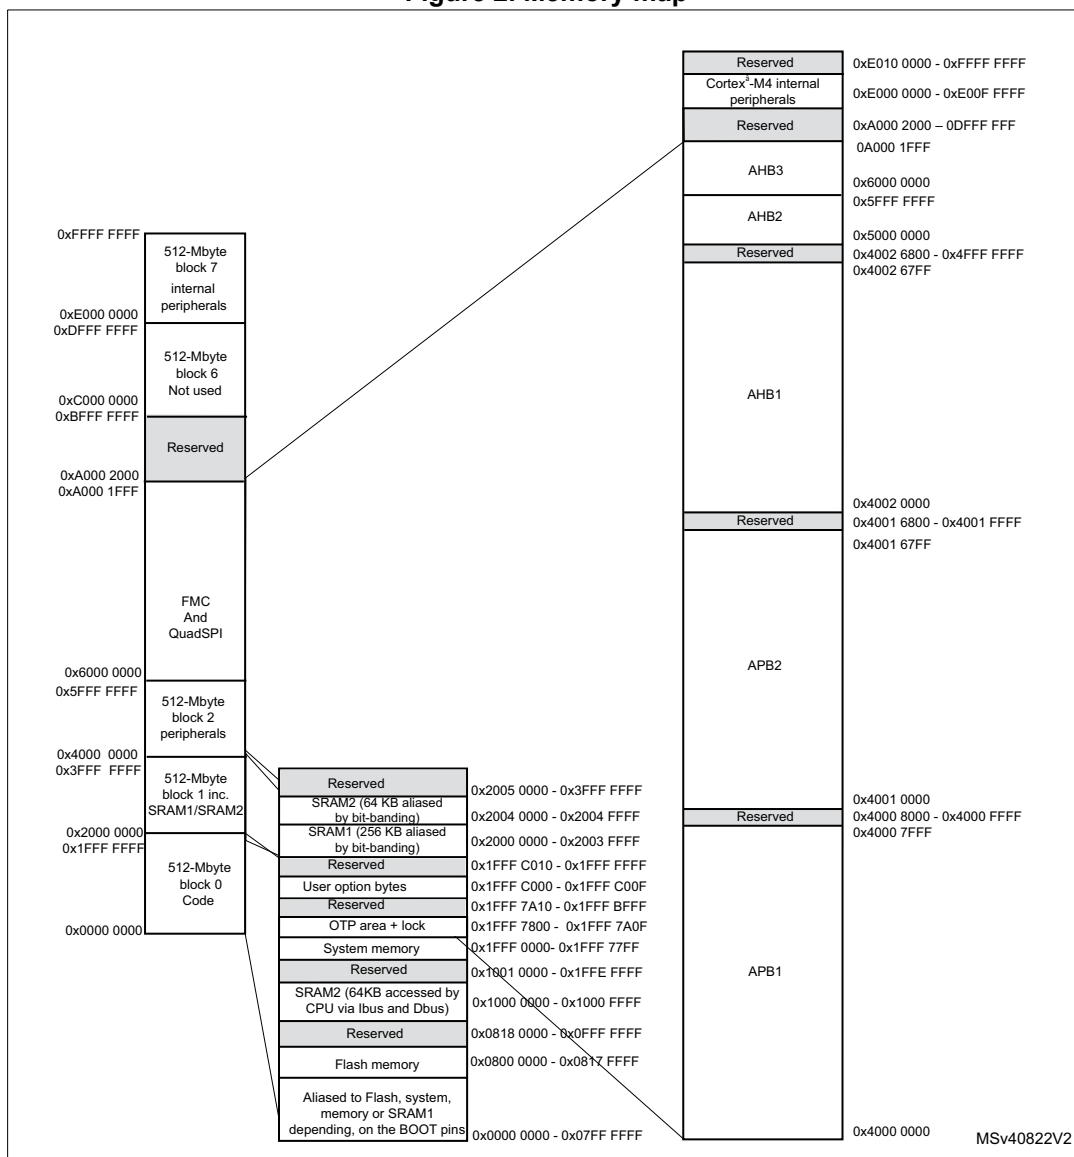 Figure 2. Memory map
0xFFFF FFFF
512-Mbyte
block 7
internal
peripherals
0xE000 0000
0xDFFF FFFF
512-Mbyte
block 6
Not used
0xC000 0000
0xBFFF FFFF
Reserved
0xA000 2000
0xA000 1FFF
FMC
And
QuadSPI
0x6000 0000
0x5FFF FFFF
512-Mbyte
block 2
peripherals
0x4000 0000
0x3FFF FFFF
512-Mbyte
block 1 inc.
SRAM1/SRAM2
0x2000 0000
0x1FFF FFFF
512-Mbyte
block 0
Code
0x0000 0000
Reserved
0x2005 0000 - 0x3FFF FFFF
SRAM2 (64 KB aliased
by bit-banding)
0x2004 0000 - 0x2004 FFFF
SRAM1 (256 KB aliased
by bit-banding)
0x2000 0000 - 0x2003 FFFF
Reserved
0x1FFF C010 - 0x1FFF FFFF
User option bytes
0x1FFF C000 - 0x1FFF C00F
Reserved
0x1FFF 7A10 - 0x1FFF BFFF
OTP area + lock
0x1FFF 7800 - 0x1FFF 7A0F
System memory
0x1FFF 0000- 0x1FFF 77FF
Reserved
0x1001 0000 - 0x1FFE FFFF
SRAM2 (64KB accessed by
CPU via Ibus and Dbus)
0x1000 0000 - 0x1000 FFFF
Reserved
0x0818 0000 - 0x0FFF FFFF
Flash memory
0x0800 0000 - 0x0817 FFFF
Aliased to Flash, system,
memory or SRAM1
depending, on the BOOT pins
0x0000 0000 - 0x07FF FFFF
Reserved
0xE010 0000 - 0xFFFF FFFF
Cortex^ã-M4 internal
peripherals
0xE000 0000 - 0xE00F FFFF
Reserved
0xA000 2000 – 0DFFF FFF
0A000 1FFF
AHB3
0x6000 0000
0x5FFF FFFF
AHB2
0x5000 0000
Reserved
0x4002 6800 - 0x4FFF FFFF
0x4002 67FF
AHB1
0x4002 0000
Reserved
0x4001 6800 - 0x4001 FFFF
0x4001 67FF
APB2
0x4001 0000
Reserved
0x4000 8000 - 0x4000 FFFF
0x4000 7FFF
APB1
0x4000 0000
MSv40822V2